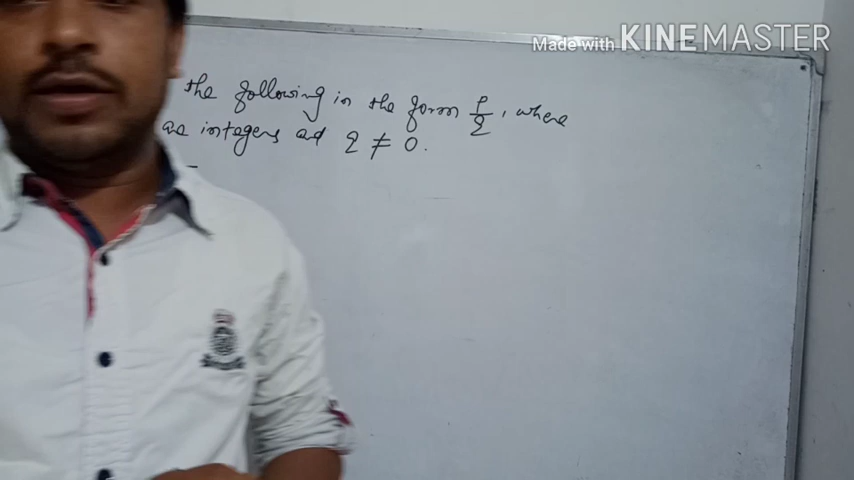 Made with KINEMASTER
the following in the form p/q, where
are integers and q ≠ 0.